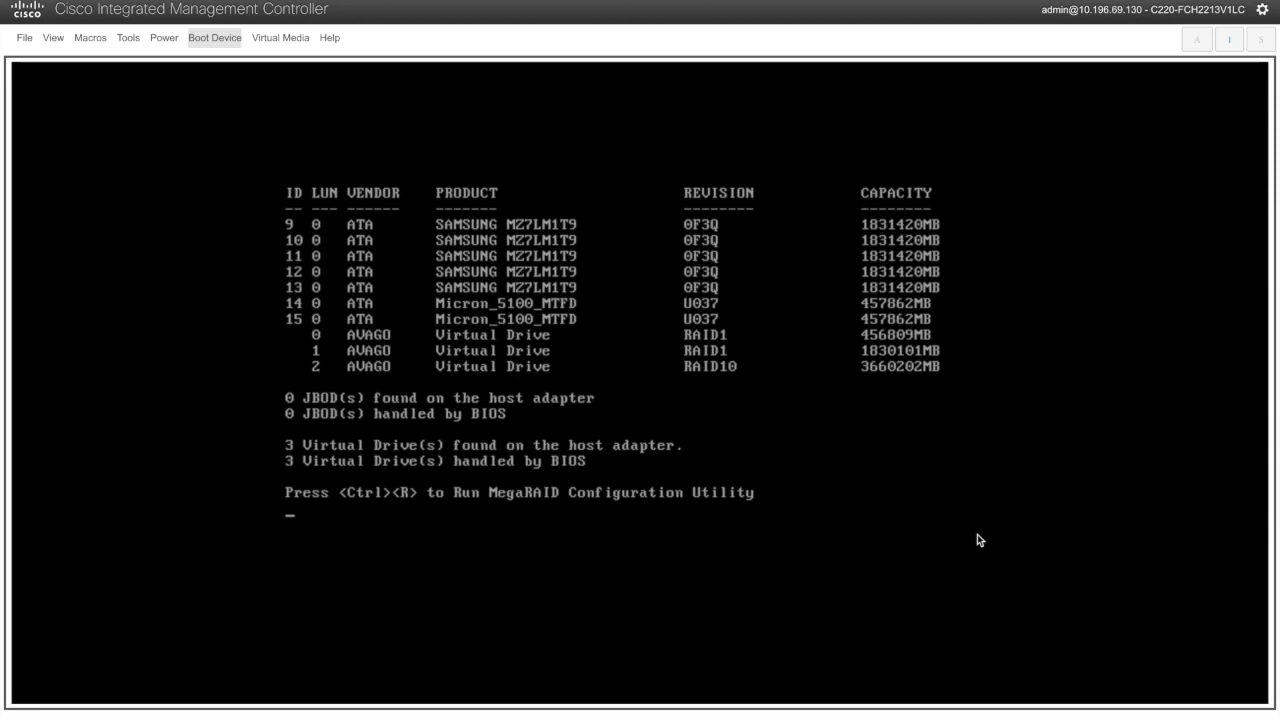 CISCO Cisco Integrated Management Controller admin@10.196.69.130 - C220-FCH2213V1LC
File View Macros Tools Power Boot Device Virtual Media Help A I S
ID LUN VENDOR PRODUCT REVISION CAPACITY
-- --- ------ ------- -------- --------
9 0 ATA SAMSUNG MZ7LM1T9 0F3Q 1831420MB
10 0 ATA SAMSUNG MZ7LM1T9 0F3Q 1831420MB
11 0 ATA SAMSUNG MZ7LM1T9 0F3Q 1831420MB
12 0 ATA SAMSUNG MZ7LM1T9 0F3Q 1831420MB
13 0 ATA SAMSUNG MZ7LM1T9 0F3Q 1831420MB
14 0 ATA Micron_5100_MTFD U037 457862MB
15 0 ATA Micron_5100_MTFD U037 457862MB
0 AVAGO Virtual Drive RAID1 456809MB
1 AVAGO Virtual Drive RAID1 1830101MB
2 AVAGO Virtual Drive RAID10 3660202MB
0 JBOD(s) found on the host adapter
0 JBOD(s) handled by BIOS
3 Virtual Drive(s) found on the host adapter.
3 Virtual Drive(s) handled by BIOS
Press <Ctrl><R> to Run MegaRAID Configuration Utility